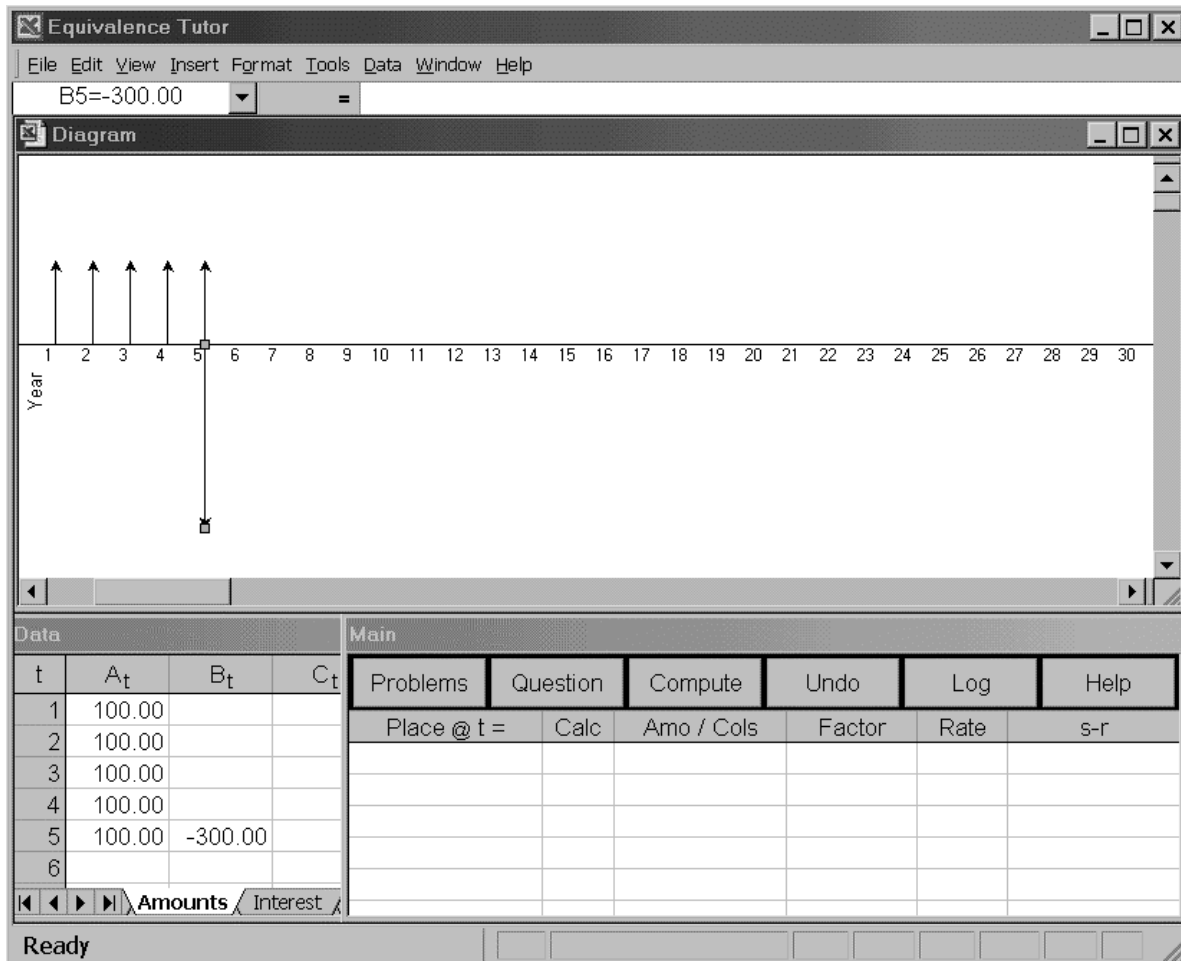 Equivalence Tutor
File Edit View Insert Format Tools Data Window Help
B5=-300.00 =
Diagram
1 2 3 4 5 6 7 8 9 10 11 12 13 14 15 16 17 18 19 20 21 22 23 24 25 26 27 28 29 30
Year
Data
t At Bt Ct
1 100.00
2 100.00
3 100.00
4 100.00
5 100.00 -300.00
6
Amounts Interest
Main
Problems Question Compute Undo Log Help
Place @ t = Calc Amo / Cols Factor Rate s-r
Ready